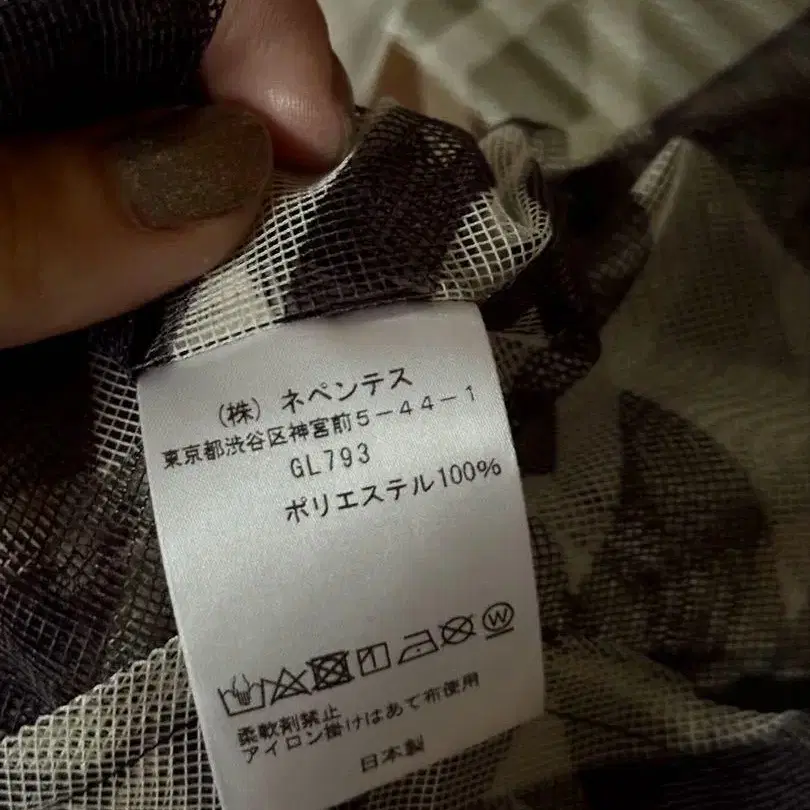 (株) ネペンテス
東京都渋谷区神宮前5-44-1
GL793
ポリエステル100%
W
柔軟剤禁止
アイロン掛けはあて布使用
日本製